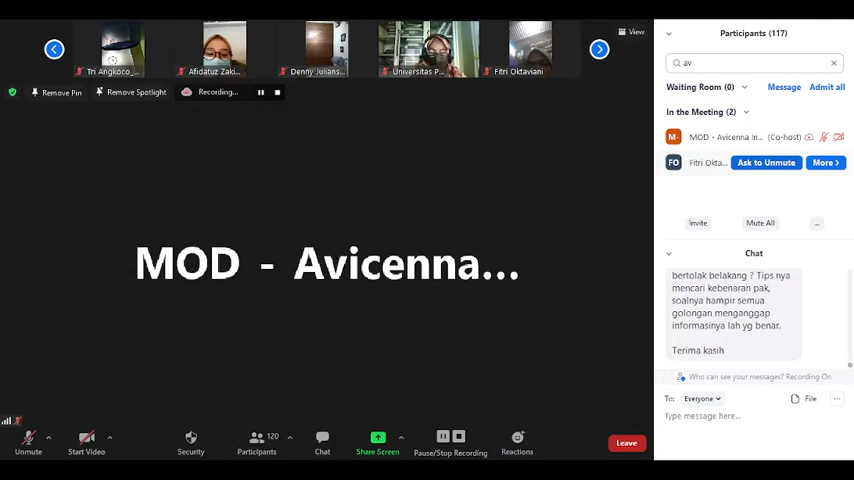 View
Tri Angkoco_...
Afidatuz Zaki...
Denny Julians...
Universitas P...
Fitri Oktaviani
Remove Pin
Remove Spotlight
Recording...
MOD - Avicenna...
Unmute
Start Video
Security
Participants
120
Chat
Share Screen
Pause/Stop Recording
Reactions
Leave
Participants (117)
av
Waiting Room (0)
Message
Admit all
In the Meeting (2)
M-
MOD - Avicenna In...
(Co-host)
FO
Fitri Okta...
Ask to Unmute
More
Invite
Mute All
...
Chat
bertolak belakang ? Tips nya
mencari kebenaran pak,
soalnya hampir semua
golongan menganggap
informasinya lah yg benar.
Terima kasih
Who can see your messages? Recording On
To:
Everyone
File
...
Type message here...